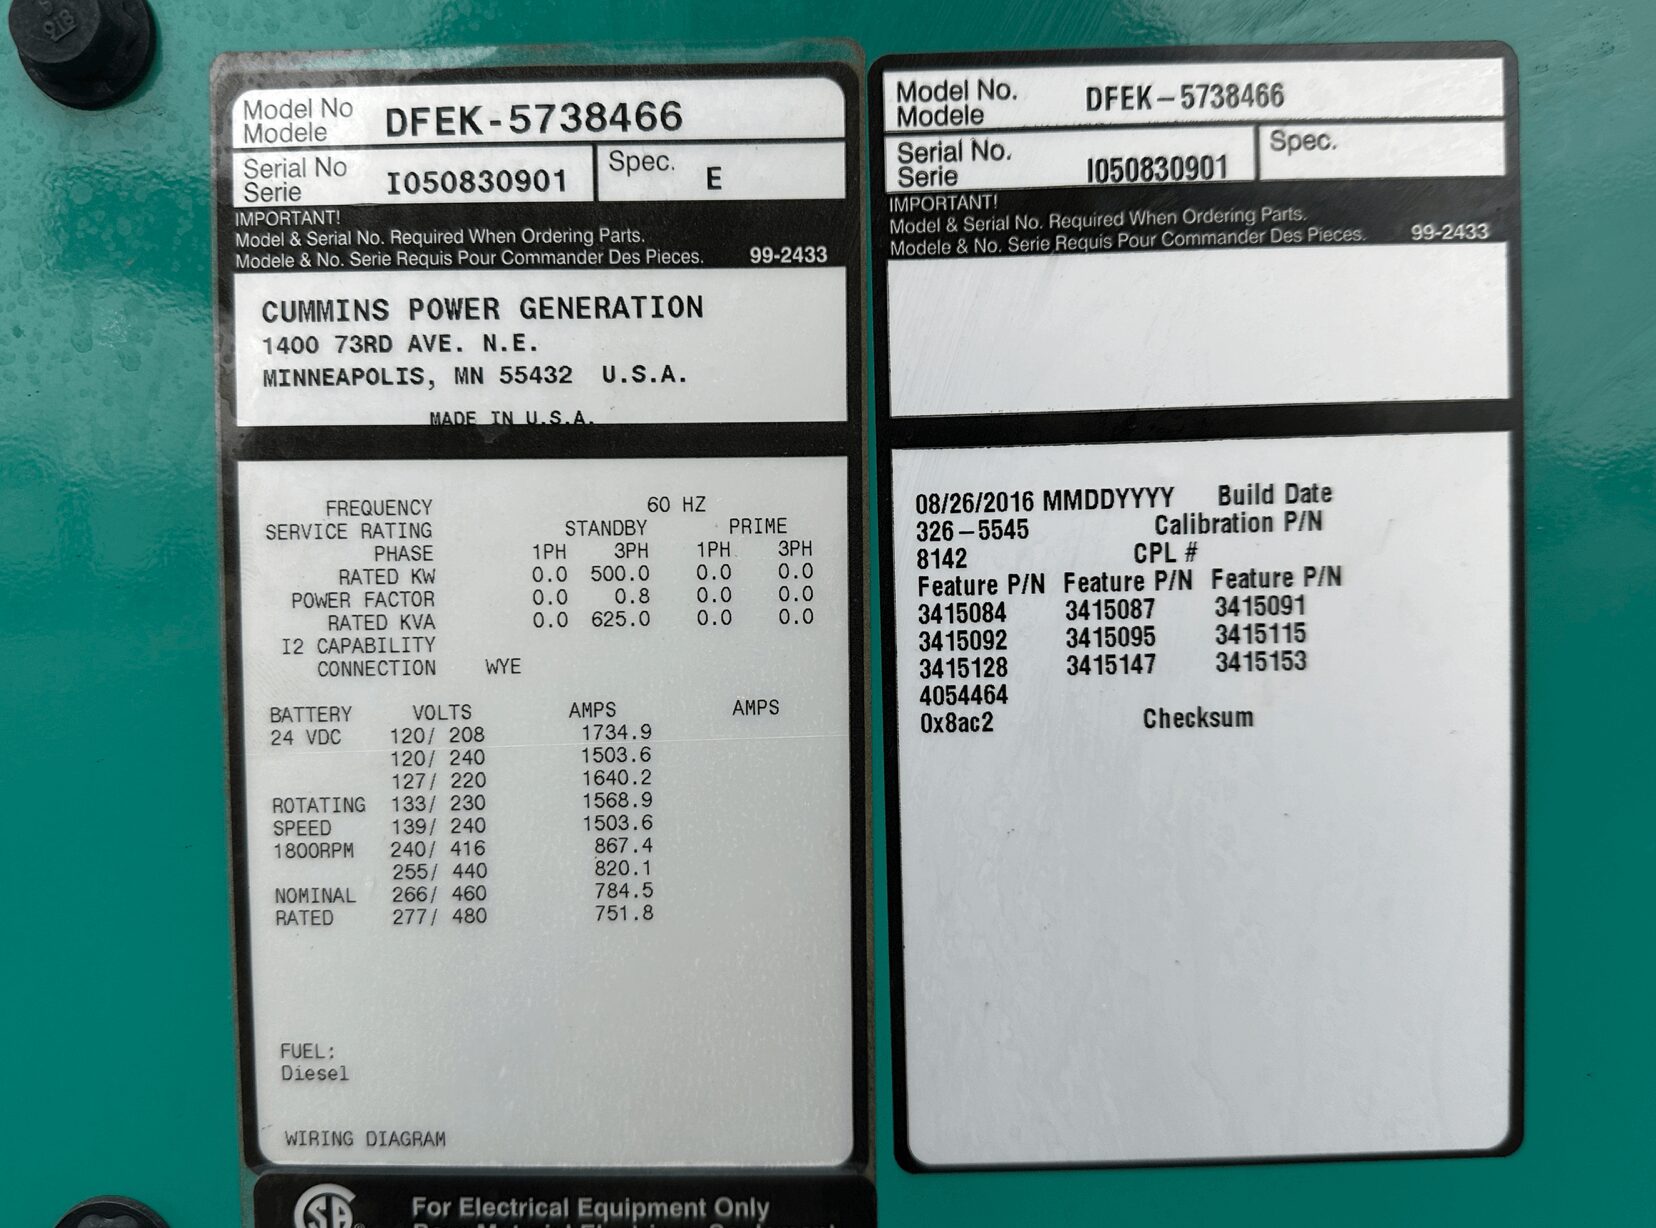 Model No
Modele
DFEK-5738466
Serial No
Serie
I050830901
Spec.
E
IMPORTANT!
Model & Serial No. Required When Ordering Parts.
Modele & No. Serie Requis Pour Commander Des Pieces. 99-2433
CUMMINS POWER GENERATION
1400 73RD AVE. N.E.
MINNEAPOLIS, MN 55432 U.S.A.
MADE IN U.S.A.
FREQUENCY 60 HZ
SERVICE RATING STANDBY PRIME
PHASE 1PH 3PH 1PH 3PH
RATED KW 0.0 500.0 0.0 0.0
POWER FACTOR 0.0 0.8 0.0 0.0
RATED KVA 0.0 625.0 0.0 0.0
I2 CAPABILITY
CONNECTION WYE
BATTERY VOLTS AMPS AMPS
24 VDC 120/ 208 1734.9
120/ 240 1503.6
127/ 220 1640.2
ROTATING 133/ 230 1568.9
SPEED 139/ 240 1503.6
1800RPM 240/ 416 867.4
255/ 440 820.1
NOMINAL 266/ 460 784.5
RATED 277/ 480 751.8
FUEL:
Diesel
WIRING DIAGRAM
For Electrical Equipment Only
Model No.
Modele
DFEK-5738466
Serial No.
Serie
I050830901
Spec.
IMPORTANT!
Model & Serial No. Required When Ordering Parts.
Modele & No. Serie Requis Pour Commander Des Pieces. 99-2433
08/26/2016 MMDDYYYY Build Date
326-5545 Calibration P/N
8142 CPL #
Feature P/N Feature P/N Feature P/N
3415084 3415087 3415091
3415092 3415095 3415115
3415128 3415147 3415153
4054464
0x8ac2 Checksum